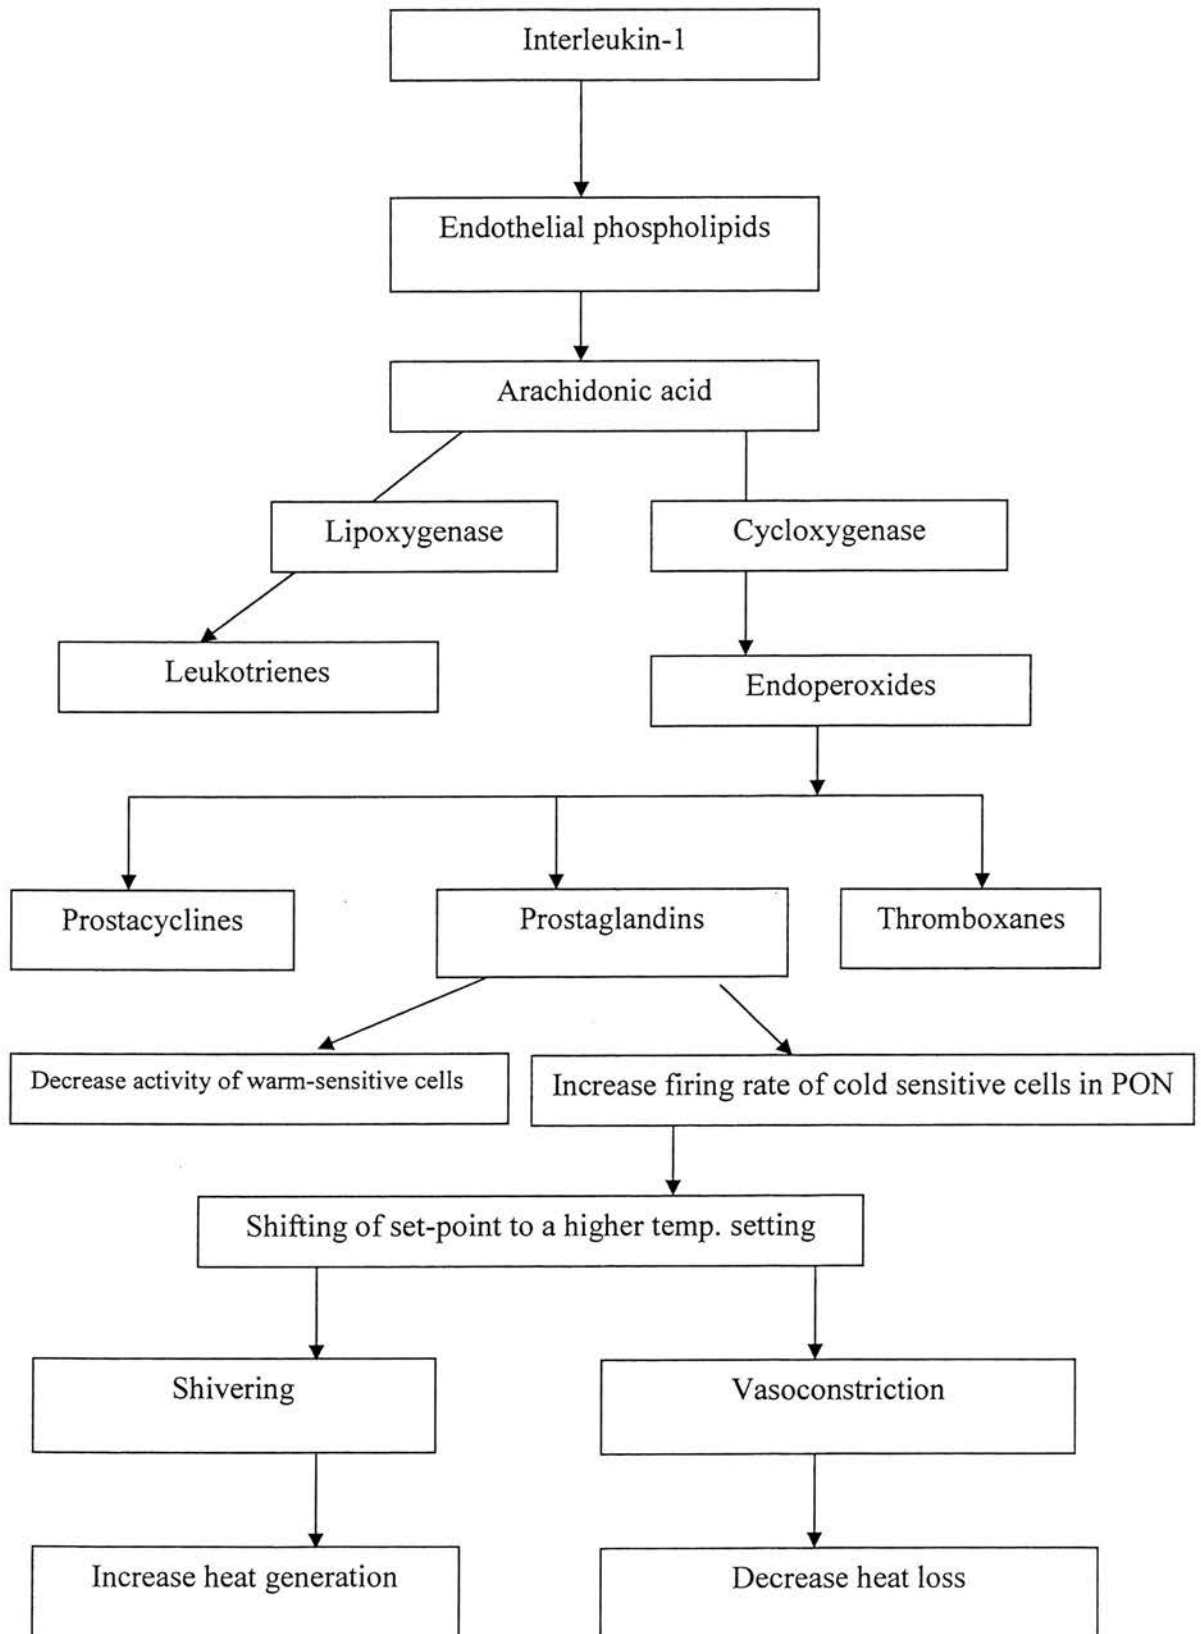 Interleukin-1
Endothelial phospholipids
Arachidonic acid
Lipoxygenase
Cycloxygenase
Leukotrienes
Endoperoxides
Prostacyclines
Prostaglandins
Thromboxanes
Decrease activity of warm-sensitive cells
Increase firing rate of cold sensitive cells in PON
Shifting of set-point to a higher temp. setting
Shivering
Vasoconstriction
Increase heat generation
Decrease heat loss